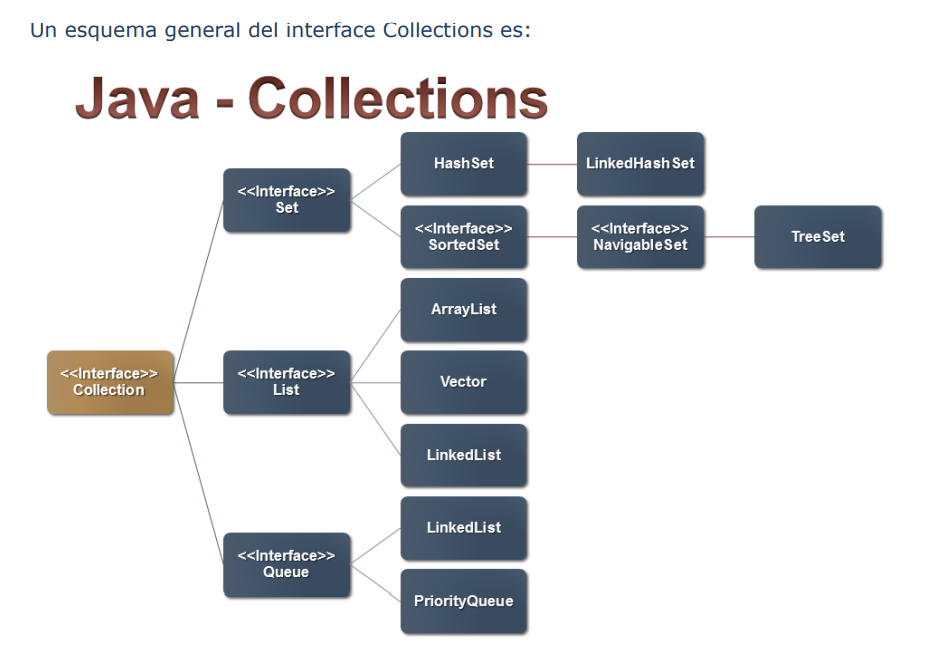 Un esquema general del interface Collections es:
Java - Collections
HashSet
LinkedHashSet
<<Interface>>
Set
<<Interface>>
SortedSet
<<Interface>>
NavigableSet
TreeSet
ArrayList
<<Interface>>
Collection
<<Interface>>
List
Vector
LinkedList
LinkedList
<<Interface>>
Queue
PriorityQueue